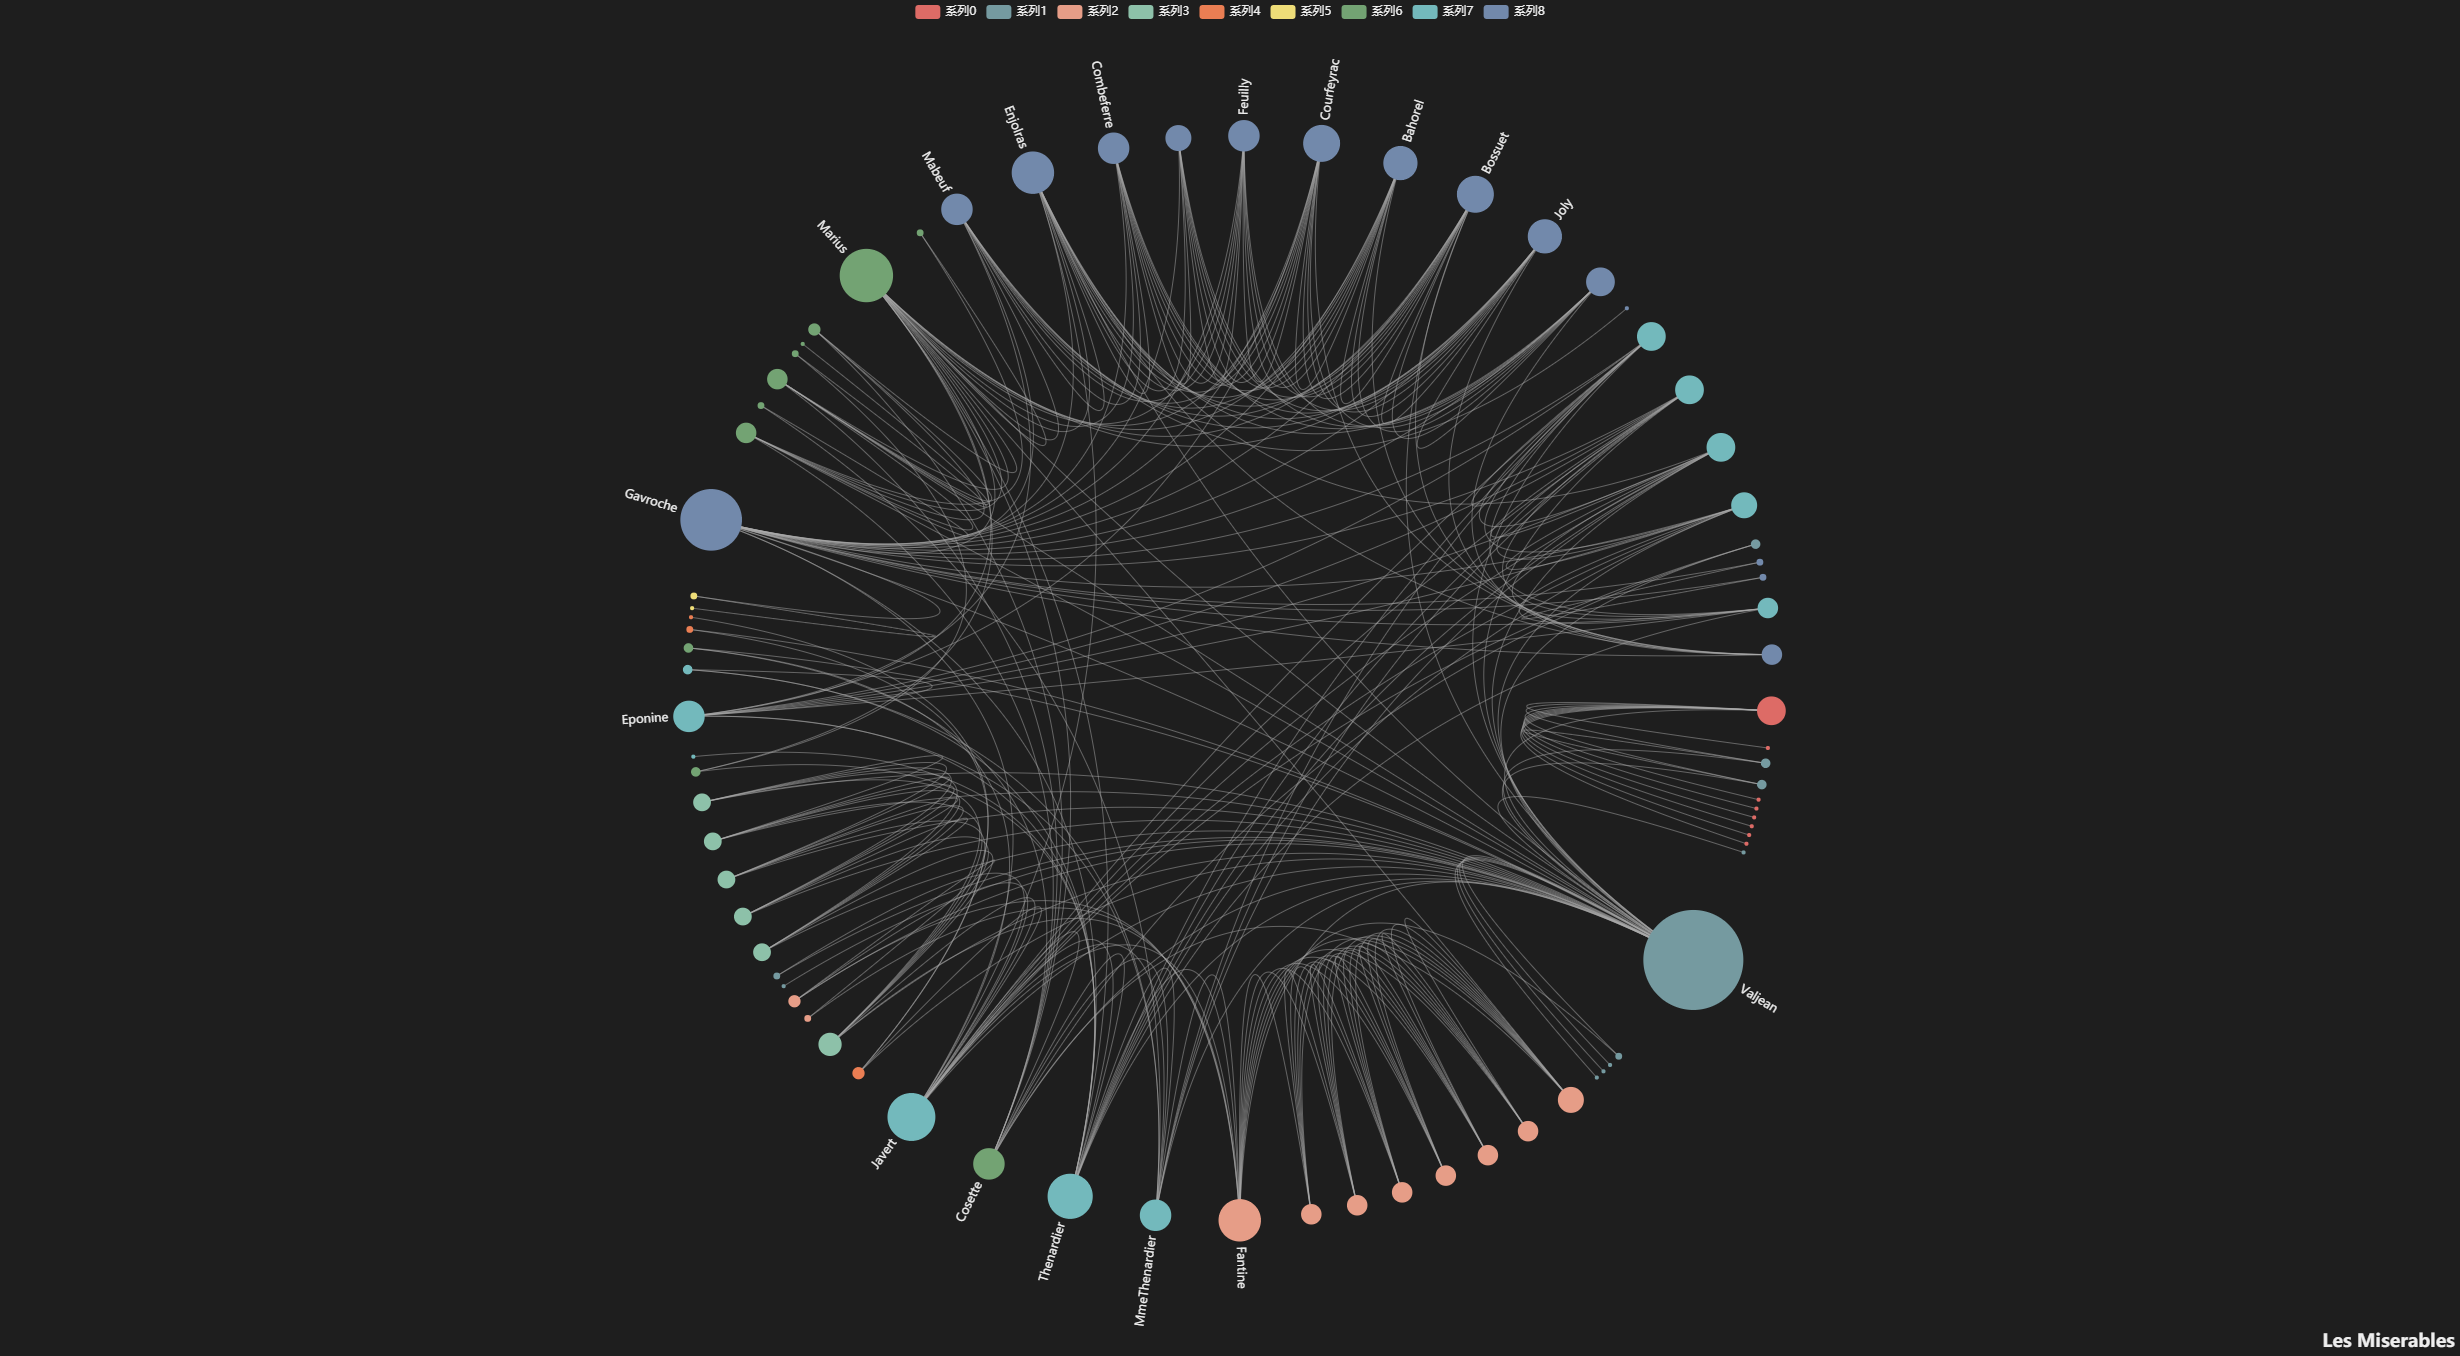 系列0 系列1 系列2 系列3 系列4 系列5 系列6 系列7 系列8
Combeferre
Feuilly
Courfeyrac
Bahorel
Enjolras
Bossuet
Mabeuf
Joly
Marius
Gavroche
Eponine
Valjean
Javert
Cosette
Thenardier
MmeThenardier
Fantine
Les Miserables